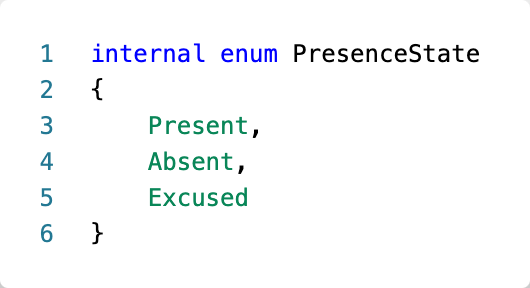 1 internal enum PresenceState
2 {
3     Present,
4     Absent,
5     Excused
6 }